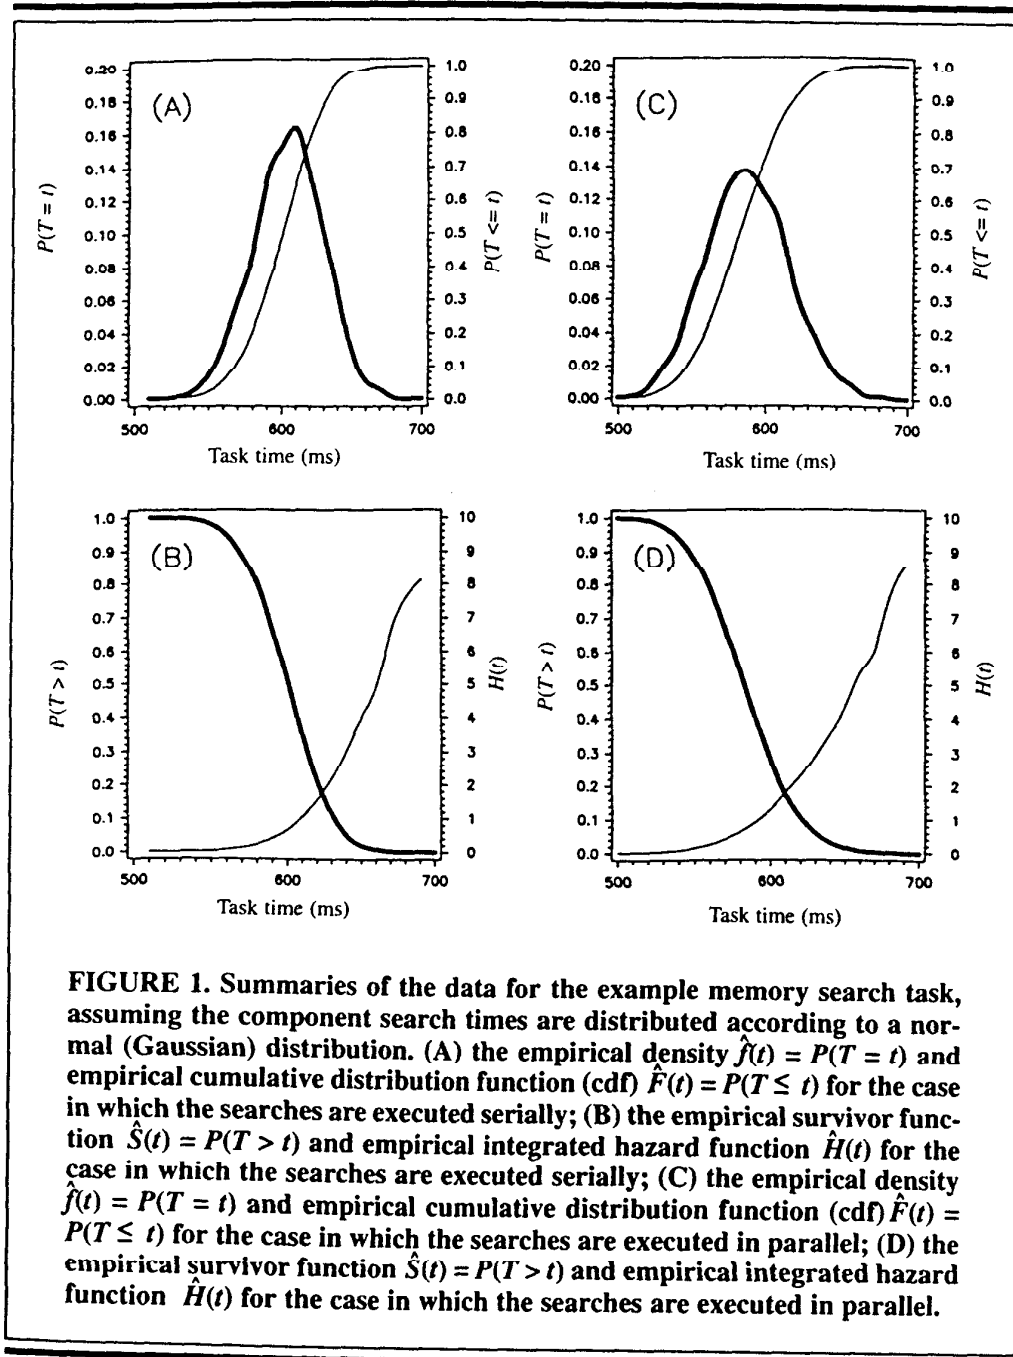 (A)
0.20
0.18
0.16
0.14
0.12
0.10
0.08
0.06
0.04
0.02
0.00
P(T = t)
1.0
0.9
0.8
0.7
0.6
0.5
0.4
0.3
0.2
0.1
0.0
P(T <= t)
500 600 700
Task time (ms)
(C)
0.20
0.18
0.16
0.14
0.12
0.10
0.08
0.06
0.04
0.02
0.00
P(T = t)
1.0
0.9
0.8
0.7
0.6
0.5
0.4
0.3
0.2
0.1
0.0
P(T <= t)
500 600 700
Task time (ms)
(B)
1.0
0.9
0.8
0.7
0.6
0.5
0.4
0.3
0.2
0.1
0.0
P(T > t)
10
9
8
7
6
5
4
3
2
1
0
H(t)
500 600 700
Task time (ms)
(D)
1.0
0.9
0.8
0.7
0.6
0.5
0.4
0.3
0.2
0.1
0.0
P(T > t)
10
9
8
7
6
5
4
3
2
1
0
H(t)
500 600 700
Task time (ms)
FIGURE 1. Summaries of the data for the example memory search task,
assuming the component search times are distributed according to a nor-
mal (Gaussian) distribution. (A) the empirical density f̂(t) = P(T = t) and
empirical cumulative distribution function (cdf) F̂(t) = P(T ≤ t) for the case
in which the searches are executed serially; (B) the empirical survivor func-
tion Ŝ(t) = P(T > t) and empirical integrated hazard function Ĥ(t) for the
case in which the searches are executed serially; (C) the empirical density
f̂(t) = P(T = t) and empirical cumulative distribution function (cdf) F̂(t) =
P(T ≤ t) for the case in which the searches are executed in parallel; (D) the
empirical survivor function Ŝ(t) = P(T > t) and empirical integrated hazard
function Ĥ(t) for the case in which the searches are executed in parallel.